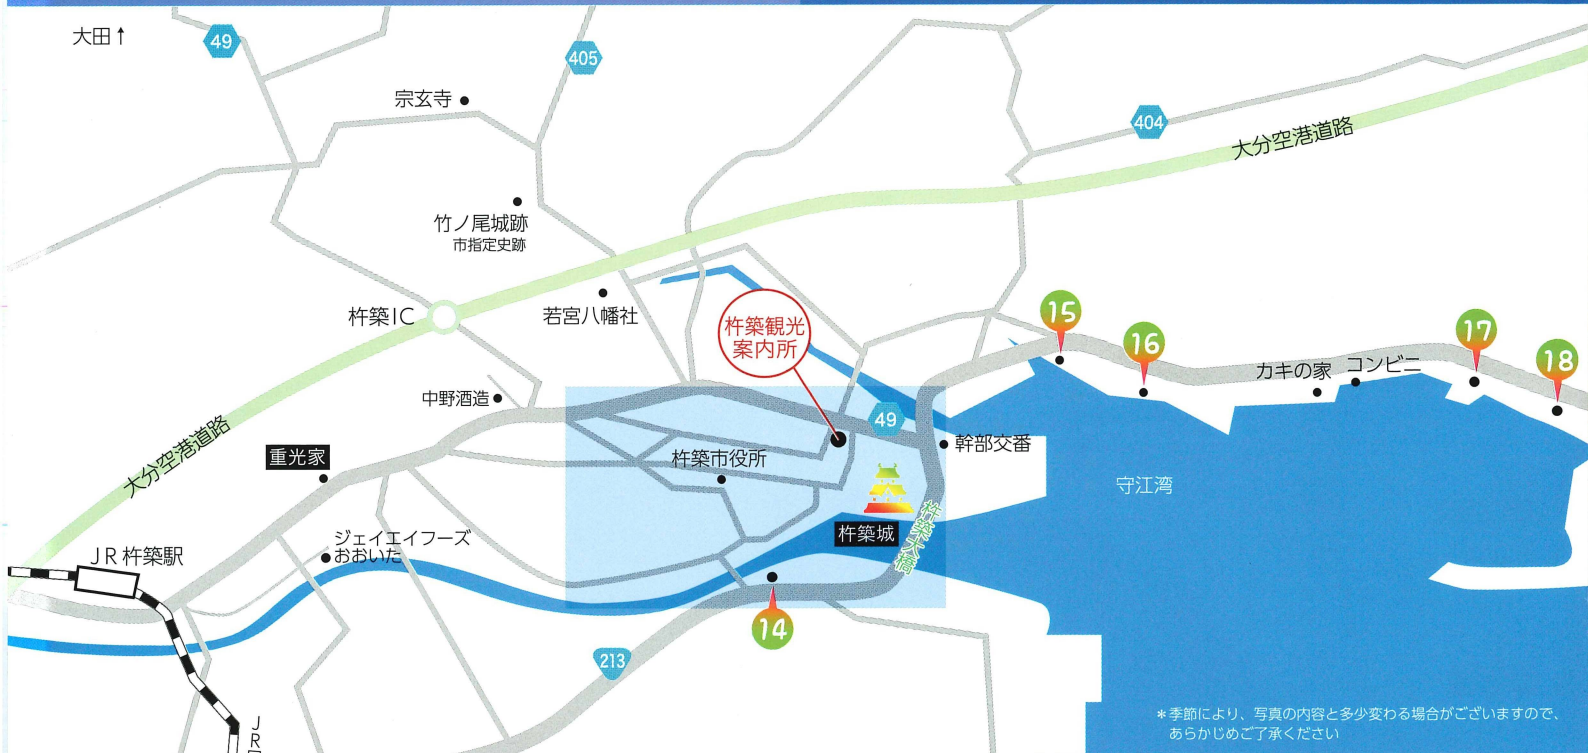 大田↑
49
405
宗玄寺
404
大分空港道路
竹ノ尾城跡
市指定史跡
杵築IC
若宮八幡社
杵築観光
案内所
15
16
17
18
カキの家
コンビニ
中野酒造
49
幹部交番
大分空港道路
重光家
杵築市役所
守江湾
杵築城
杵築大橋
ジェイエイフーズ
おおいた
JR杵築駅
14
213
JR
*季節により、写真の内容と多少変わる場合がございますので、
あらかじめご了承ください